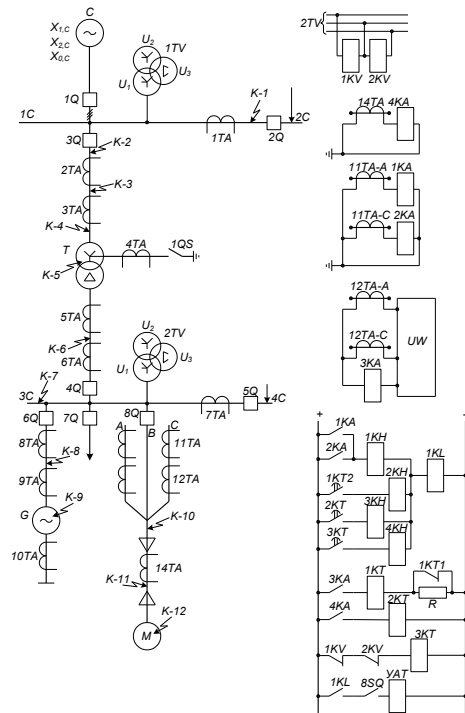 C
X1,C
X2,C
X0,C
U2
1TV
U1
U3
1Q
K-1
1C
2C
1TA
2Q
3Q
K-2
2TA
K-3
3TA
K-4
T
4TA
1QS
K-5
5TA
K-6
6TA
U2
2TV
U1
U3
K-7
4Q
5Q
3C
4C
7TA
6Q
7Q
8Q
A
B
C
8TA
11TA
K-8
9TA
12TA
K-9
G
K-10
10TA
14TA
K-11
K-12
M
2TV
1KV
2KV
14TA
4KA
11TA-A
1KA
11TA-C
2KA
12TA-A
12TA-C
UW
3KA
+
-
1KA
1KH
2KA
1KL
1KT2
2KH
2KT
3KH
3KT
4KH
1KT
1KT1
3KA
R
4KA
2KT
3KT
1KV
2KV
1KL
8SQ
УАТ